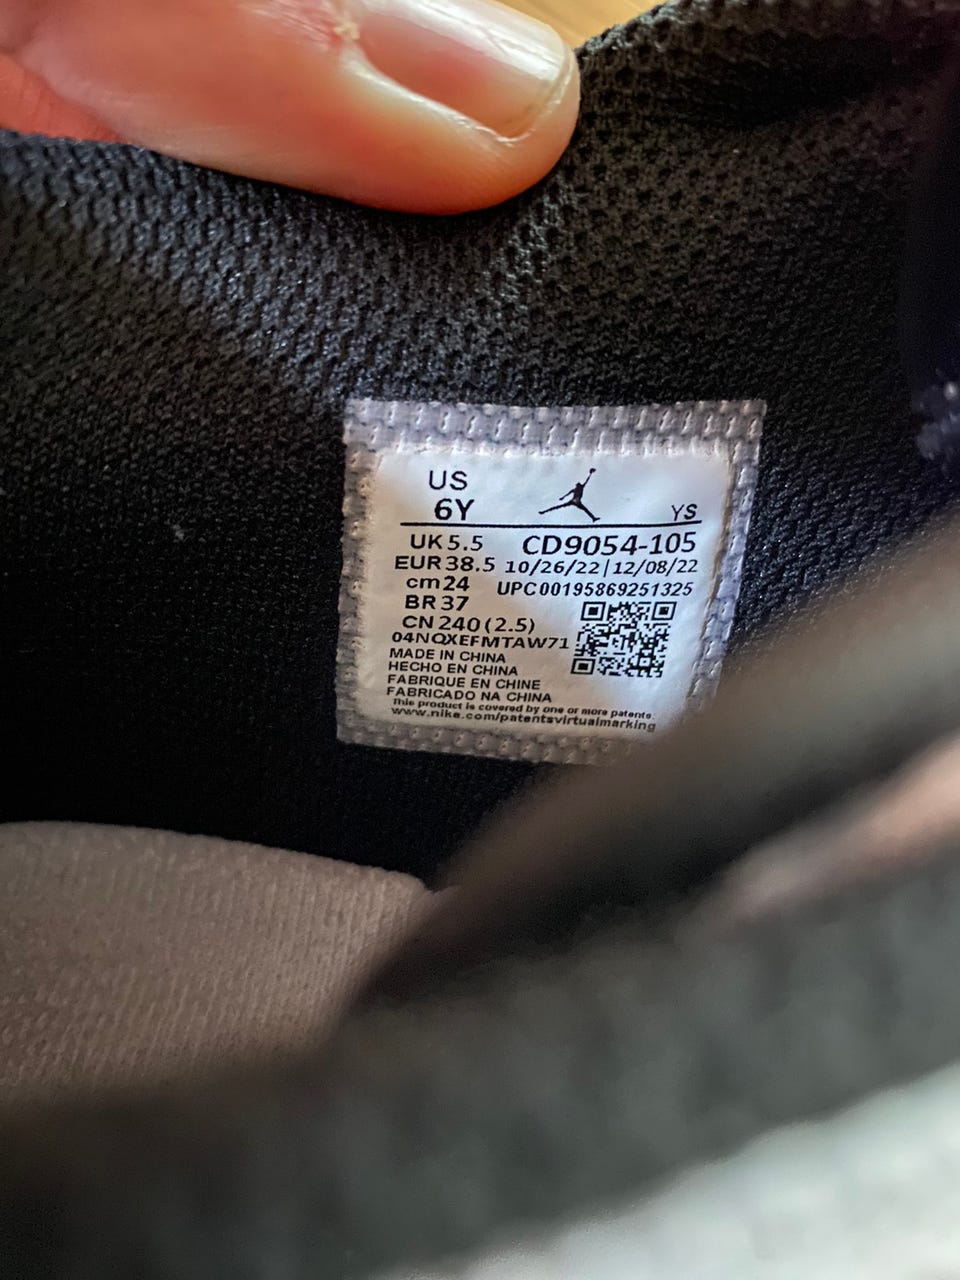 US
6Y YS
UK 5.5 CD9054-105
EUR 38.5 10/26/22|12/08/22
cm 24 UPC 00195869251325
BR 37
CN 240 (2.5)
04NQXEFMTAW71
MADE IN CHINA
HECHO EN CHINA
FABRIQUE EN CHINE
FABRICADO NA CHINA
This product is covered by one or more patents.
www.nike.com/patentsvirtualmarking